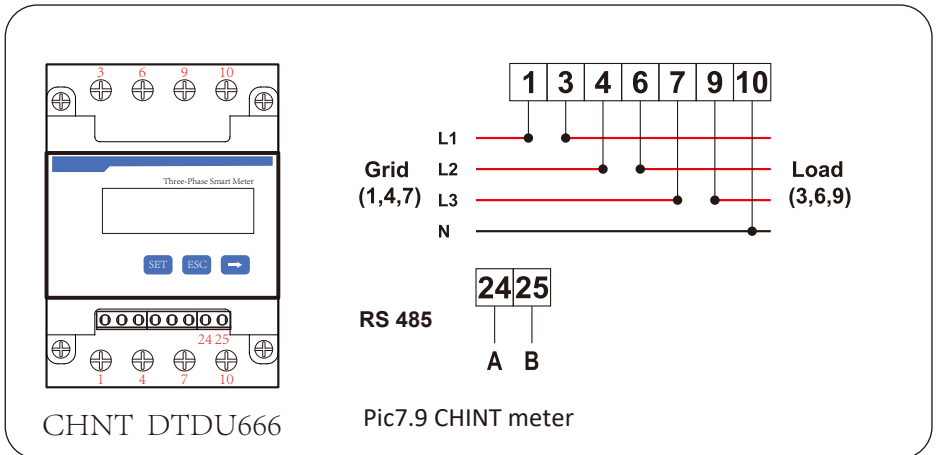 3 6 9 10
Three-Phase Smart Meter
SET ESC
24 25
1 4 7 10
CHNT DTDU666
1 3 4 6 7 9 10
L1
L2
L3
N
Grid
(1,4,7)
Load
(3,6,9)
24 25
RS 485
A B
Pic7.9 CHINT meter